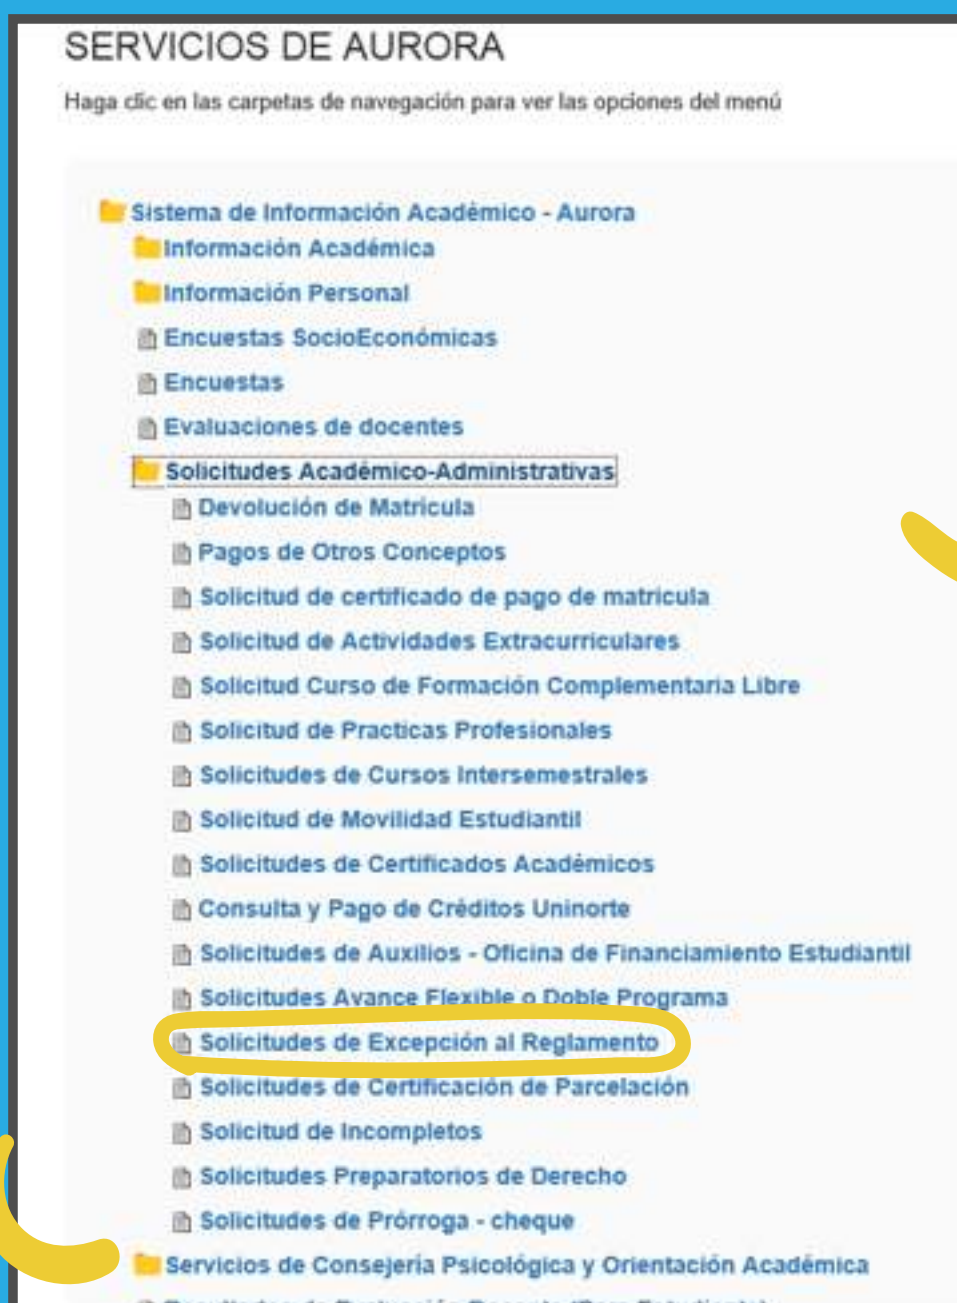 SERVICIOS DE AURORA
Haga clic en las carpetas de navegación para ver las opciones del menú
Sistema de Información Académico - Aurora
Información Académica
Información Personal
Encuestas SocioEconómicas
Encuestas
Evaluaciones de docentes
Solicitudes Académico-Administrativas
Devolución de Matricula
Pagos de Otros Conceptos
Solicitud de certificado de pago de matricula
Solicitud de Actividades Extracurriculares
Solicitud Curso de Formación Complementaria Libre
Solicitud de Practicas Profesionales
Solicitudes de Cursos Intersemestrales
Solicitud de Movilidad Estudiantil
Solicitudes de Certificados Académicos
Consulta y Pago de Créditos Uninorte
Solicitudes de Auxilios - Oficina de Financiamiento Estudiantil
Solicitudes Avance Flexible o Doble Programa
Solicitudes de Excepción al Reglamento
Solicitudes de Certificación de Parcelación
Solicitud de Incompletos
Solicitudes Preparatorios de Derecho
Solicitudes de Prórroga - cheque
Servicios de Consejería Psicológica y Orientación Académica